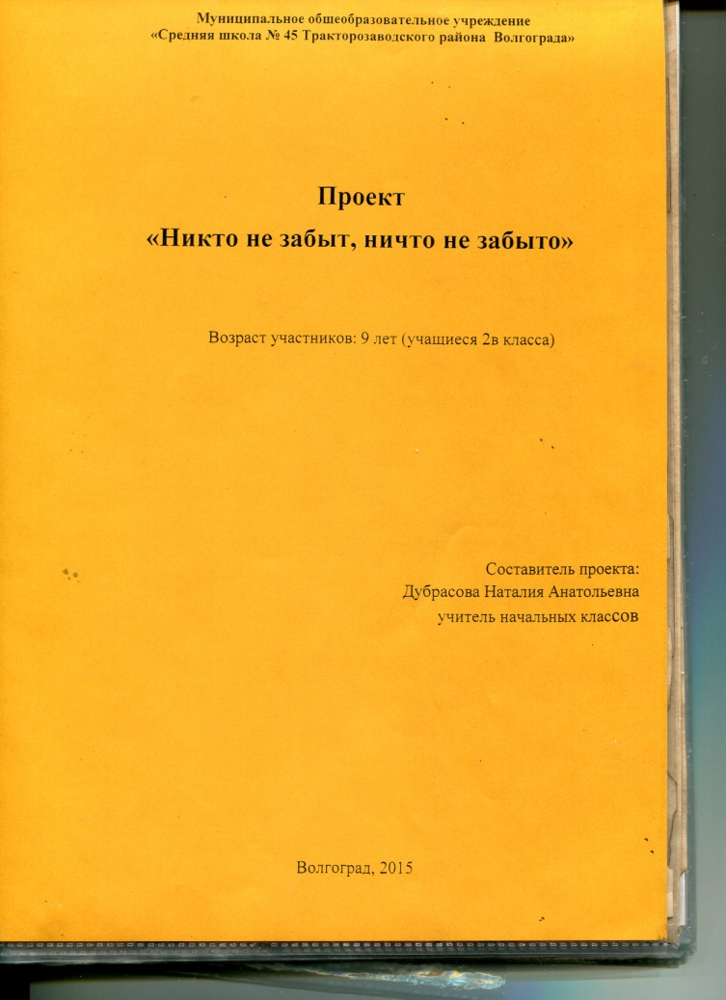 Муниципальное общеобразовательное учреждение
«Средняя школа № 45 Тракторозаводского района Волгограда»
Проект
«Никто не забыт, ничто не забыто»
Возраст участников: 9 лет (учащиеся 2в класса)
Составитель проекта:
Дубрасова Наталия Анатольевна
учитель начальных классов
Волгоград, 2015